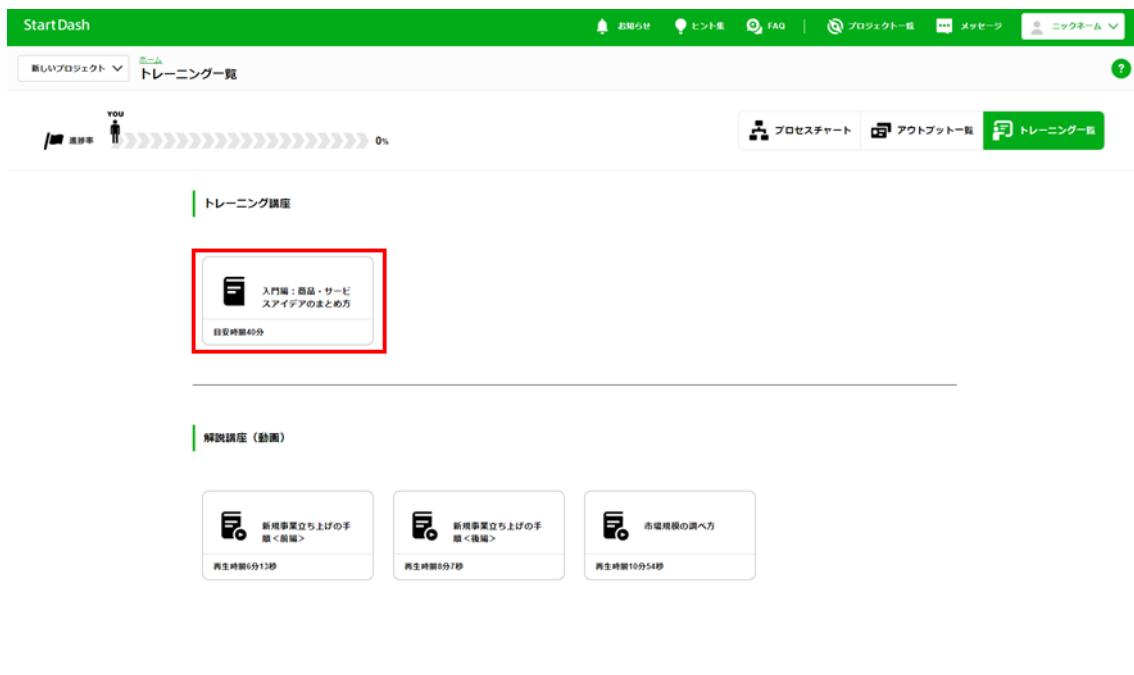 StartDash
お知らせ
ヒント集
FAQ
プロジェクト一覧
メッセージ
ニックネーム
新しいプロジェクト
ホーム
トレーニング一覧
?
YOU
進捗率
0%
プロセスチャート
アウトプット一覧
トレーニング一覧
トレーニング講座
入門編：商品・サービ
スアイデアのまとめ方
目安時間40分
解説講座（動画）
新規事業立ち上げの手
順＜前編＞
再生時間6分13秒
新規事業立ち上げの手
順＜後編＞
再生時間8分7秒
市場規模の調べ方
再生時間10分54秒